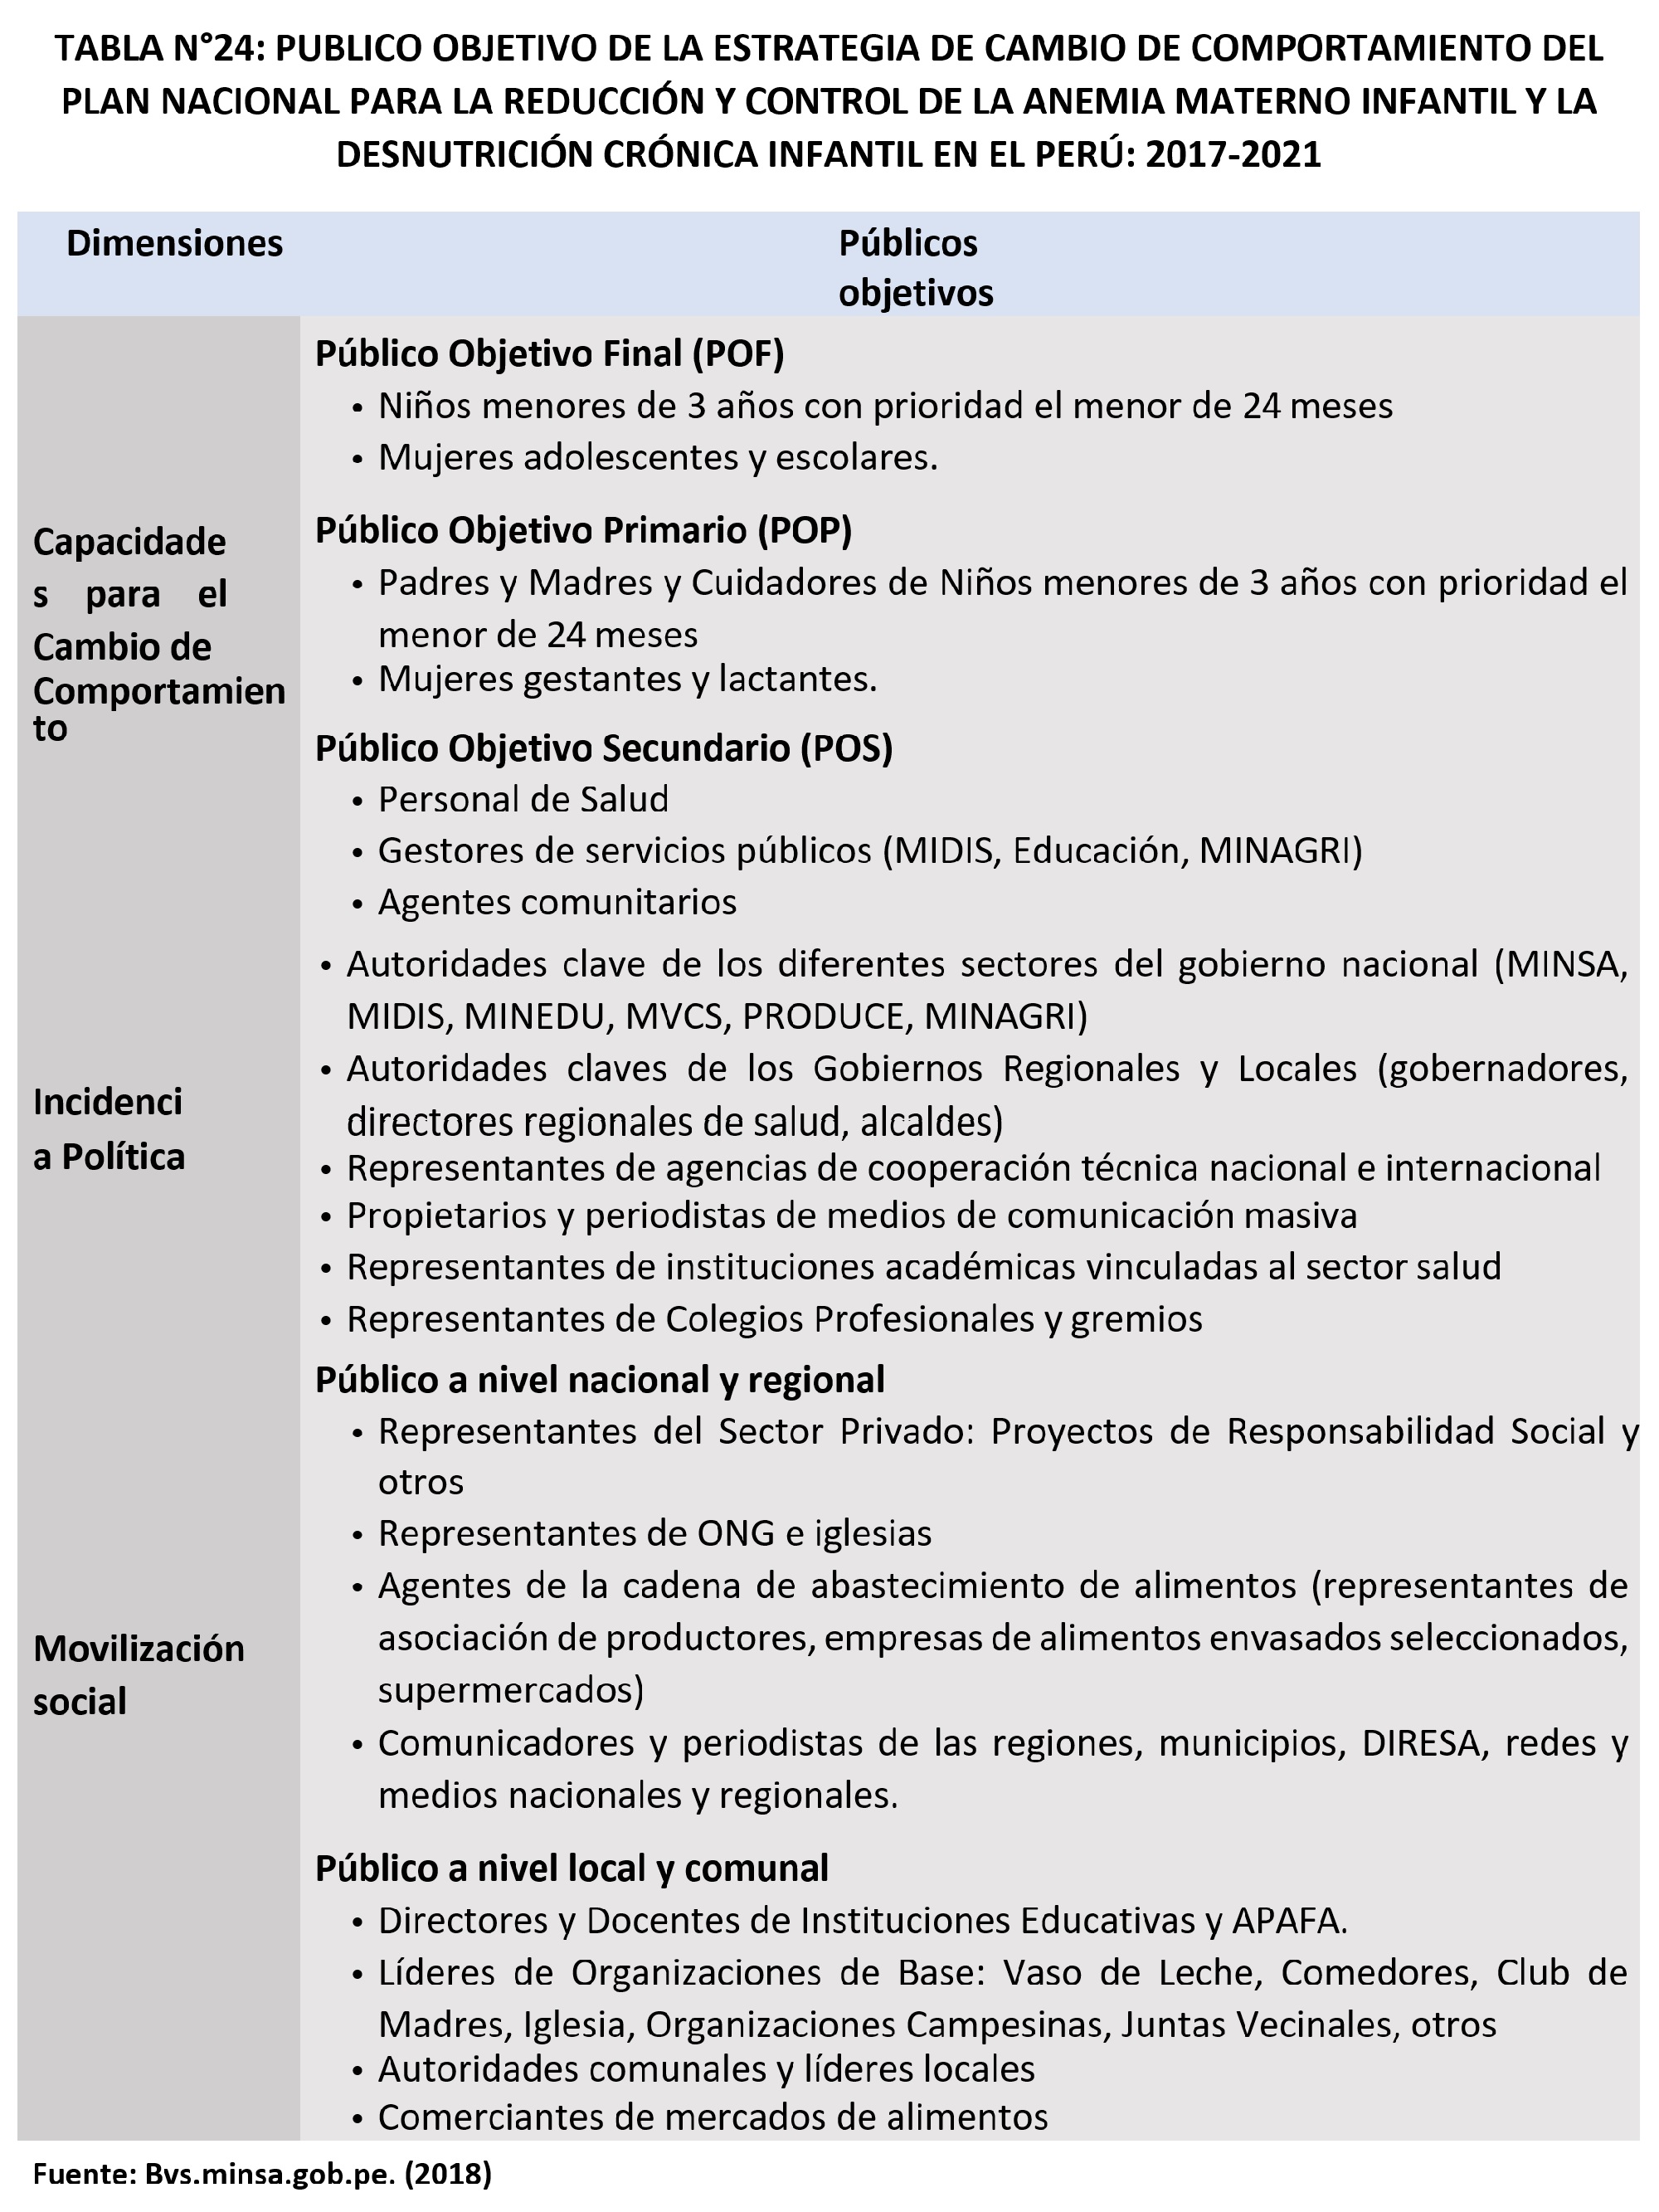 TABLA N°24: PUBLICO OBJETIVO DE LA ESTRATEGIA DE CAMBIO DE COMPORTAMIENTO DEL
PLAN NACIONAL PARA LA REDUCCIÓN Y CONTROL DE LA ANEMIA MATERNO INFANTIL Y LA
DESNUTRICIÓN CRÓNICA INFANTIL EN EL PERÚ: 2017-2021
Dimensiones
Públicos
objetivos
Capacidade
s para el
Cambio de
Comportamien
to
Público Objetivo Final (POF)
• Niños menores de 3 años con prioridad el menor de 24 meses
• Mujeres adolescentes y escolares.
Público Objetivo Primario (POP)
• Padres y Madres y Cuidadores de Niños menores de 3 años con prioridad el
menor de 24 meses
• Mujeres gestantes y lactantes.
Público Objetivo Secundario (POS)
• Personal de Salud
• Gestores de servicios públicos (MIDIS, Educación, MINAGRI)
• Agentes comunitarios
Incidenci
a Política
• Autoridades clave de los diferentes sectores del gobierno nacional (MINSA,
MIDIS, MINEDU, MVCS, PRODUCE, MINAGRI)
• Autoridades claves de los Gobiernos Regionales y Locales (gobernadores,
directores regionales de salud, alcaldes)
• Representantes de agencias de cooperación técnica nacional e internacional
• Propietarios y periodistas de medios de comunicación masiva
• Representantes de instituciones académicas vinculadas al sector salud
• Representantes de Colegios Profesionales y gremios
Movilización
social
Público a nivel nacional y regional
• Representantes del Sector Privado: Proyectos de Responsabilidad Social y
otros
• Representantes de ONG e iglesias
• Agentes de la cadena de abastecimiento de alimentos (representantes de
asociación de productores, empresas de alimentos envasados seleccionados,
supermercados)
• Comunicadores y periodistas de las regiones, municipios, DIRESA, redes y
medios nacionales y regionales.
Público a nivel local y comunal
• Directores y Docentes de Instituciones Educativas y APAFA.
• Líderes de Organizaciones de Base: Vaso de Leche, Comedores, Club de
Madres, Iglesia, Organizaciones Campesinas, Juntas Vecinales, otros
• Autoridades comunales y líderes locales
• Comerciantes de mercados de alimentos
Fuente: Bvs.minsa.gob.pe. (2018)